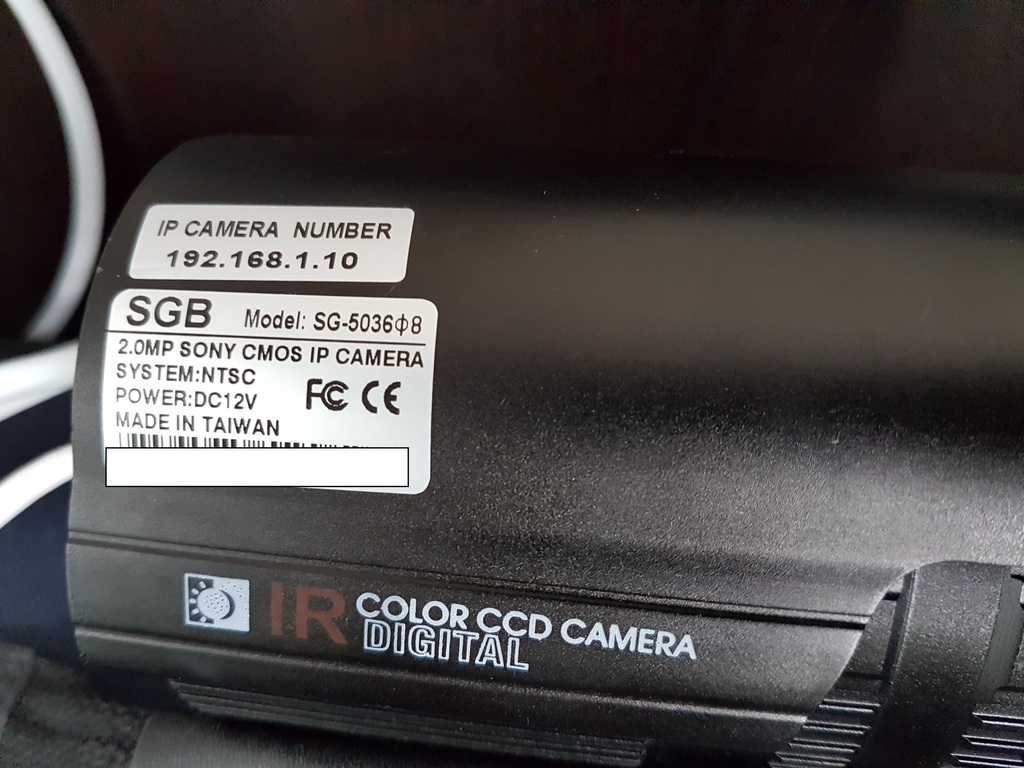 IP CAMERA NUMBER
192.168.1.10
SGB Model: SG-5036ϕ8
2.0MP SONY CMOS IP CAMERA
SYSTEM:NTSC
POWER:DC12V FC CE
MADE IN TAIWAN
IR COLOR CCD CAMERA
DIGITAL